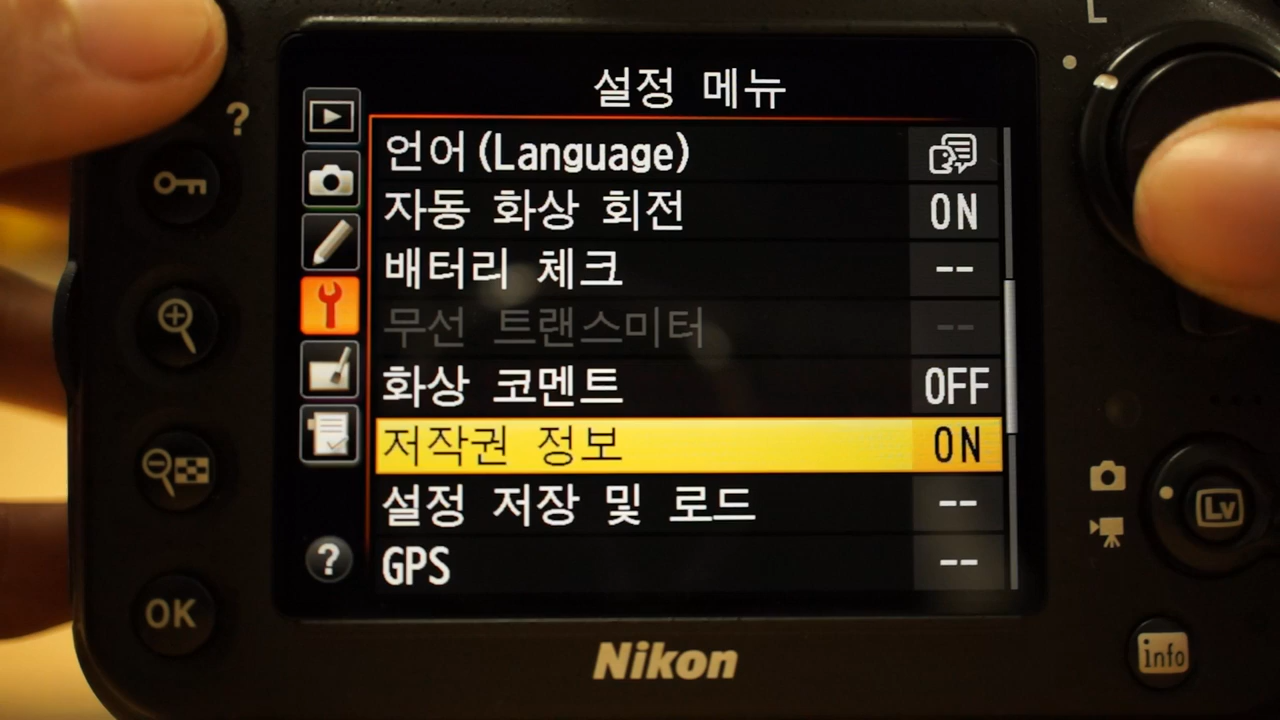 L
설정 메뉴
?
언어(Language)
자동 화상 회전 ON
배터리 체크 --
무선 트랜스미터 --
화상 코멘트 OFF
저작권 정보 ON
설정 저장 및 로드 --
GPS --
?
OK
Lv
info
Nikon